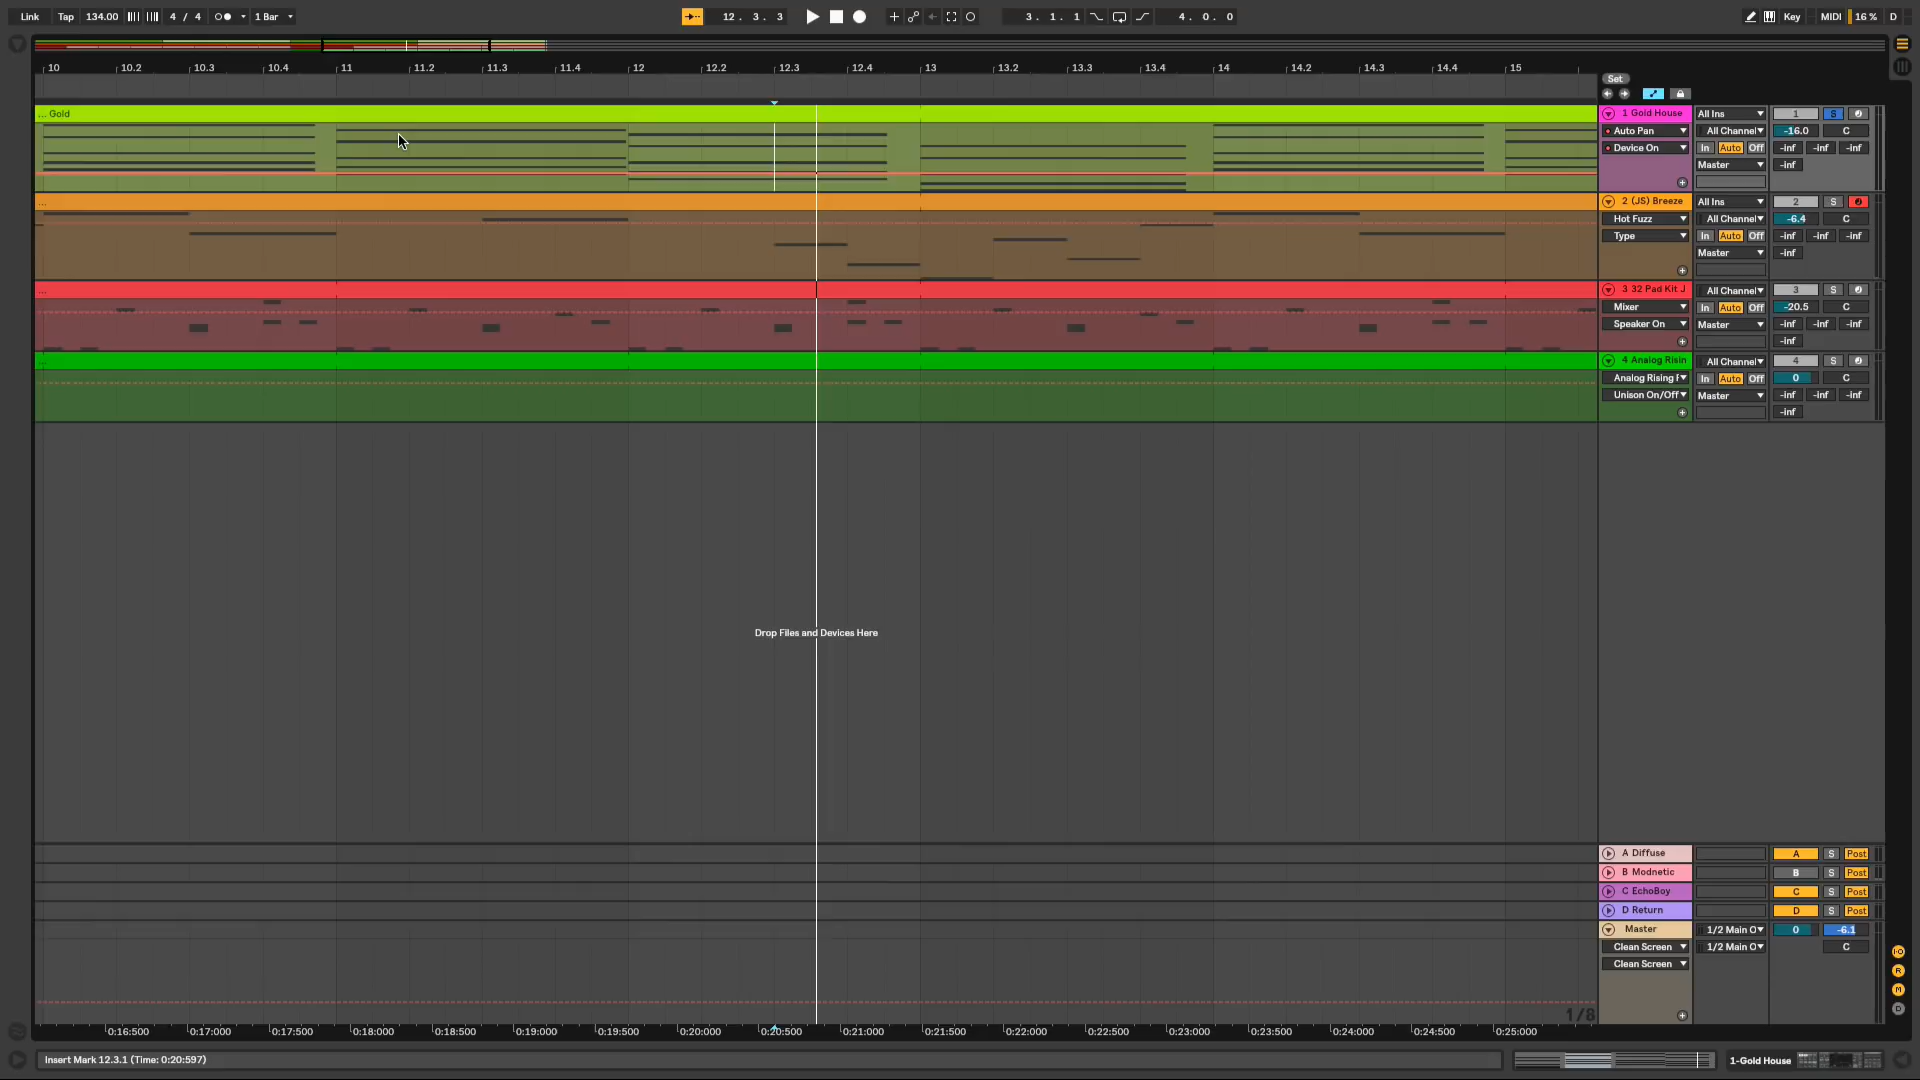 Link Tap 134.00 4 / 4 1 Bar 12 . 3 . 3 3 . 1 . 1 4 . 0 . 0 Key MIDI 16 % D
10 10.2 10.3 10.4 11 11.2 11.3 11.4 12 12.2 12.3 12.4 13 13.2 13.3 13.4 14 14.2 14.3 14.4 15
Set
... Gold
1 Gold House All Ins 1 S
Auto Pan All Channel -16.0 C
Device On In Auto Off -inf -inf -inf
Master -inf
...
2 (JS) Breeze All Ins 2 S
Hot Fuzz All Channel -6.4 C
Type In Auto Off -inf -inf -inf
Master -inf
...
3 32 Pad Kit J All Channel 3 S
Mixer In Auto Off -20.5 C
Speaker On Master -inf -inf -inf
-inf
4 Analog Risin All Channel 4 S
Analog Rising F In Auto Off 0 C
Unison On/Off Master -inf -inf -inf
-inf
Drop Files and Devices Here
A Diffuse A S Post
B Modnetic B S Post
C EchoBoy C S Post
D Return D S Post
Master 1/2 Main O 0 -6.1
Clean Screen 1/2 Main O C
Clean Screen
1/8
0:16:500 0:17:000 0:17:500 0:18:000 0:18:500 0:19:000 0:19:500 0:20:000 0:20:500 0:21:000 0:21:500 0:22:000 0:22:500 0:23:000 0:23:500 0:24:000 0:24:500 0:25:000
Insert Mark 12.3.1 (Time: 0:20:597)
1-Gold House